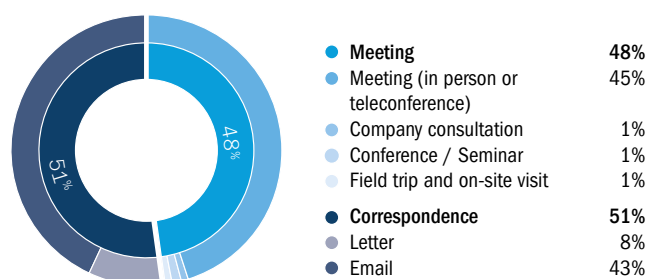 48%
51%
Meeting 48%
Meeting (in person or 45%
teleconference)
Company consultation 1%
Conference / Seminar 1%
Field trip and on-site visit 1%
Correspondence 51%
Letter 8%
Email 43%